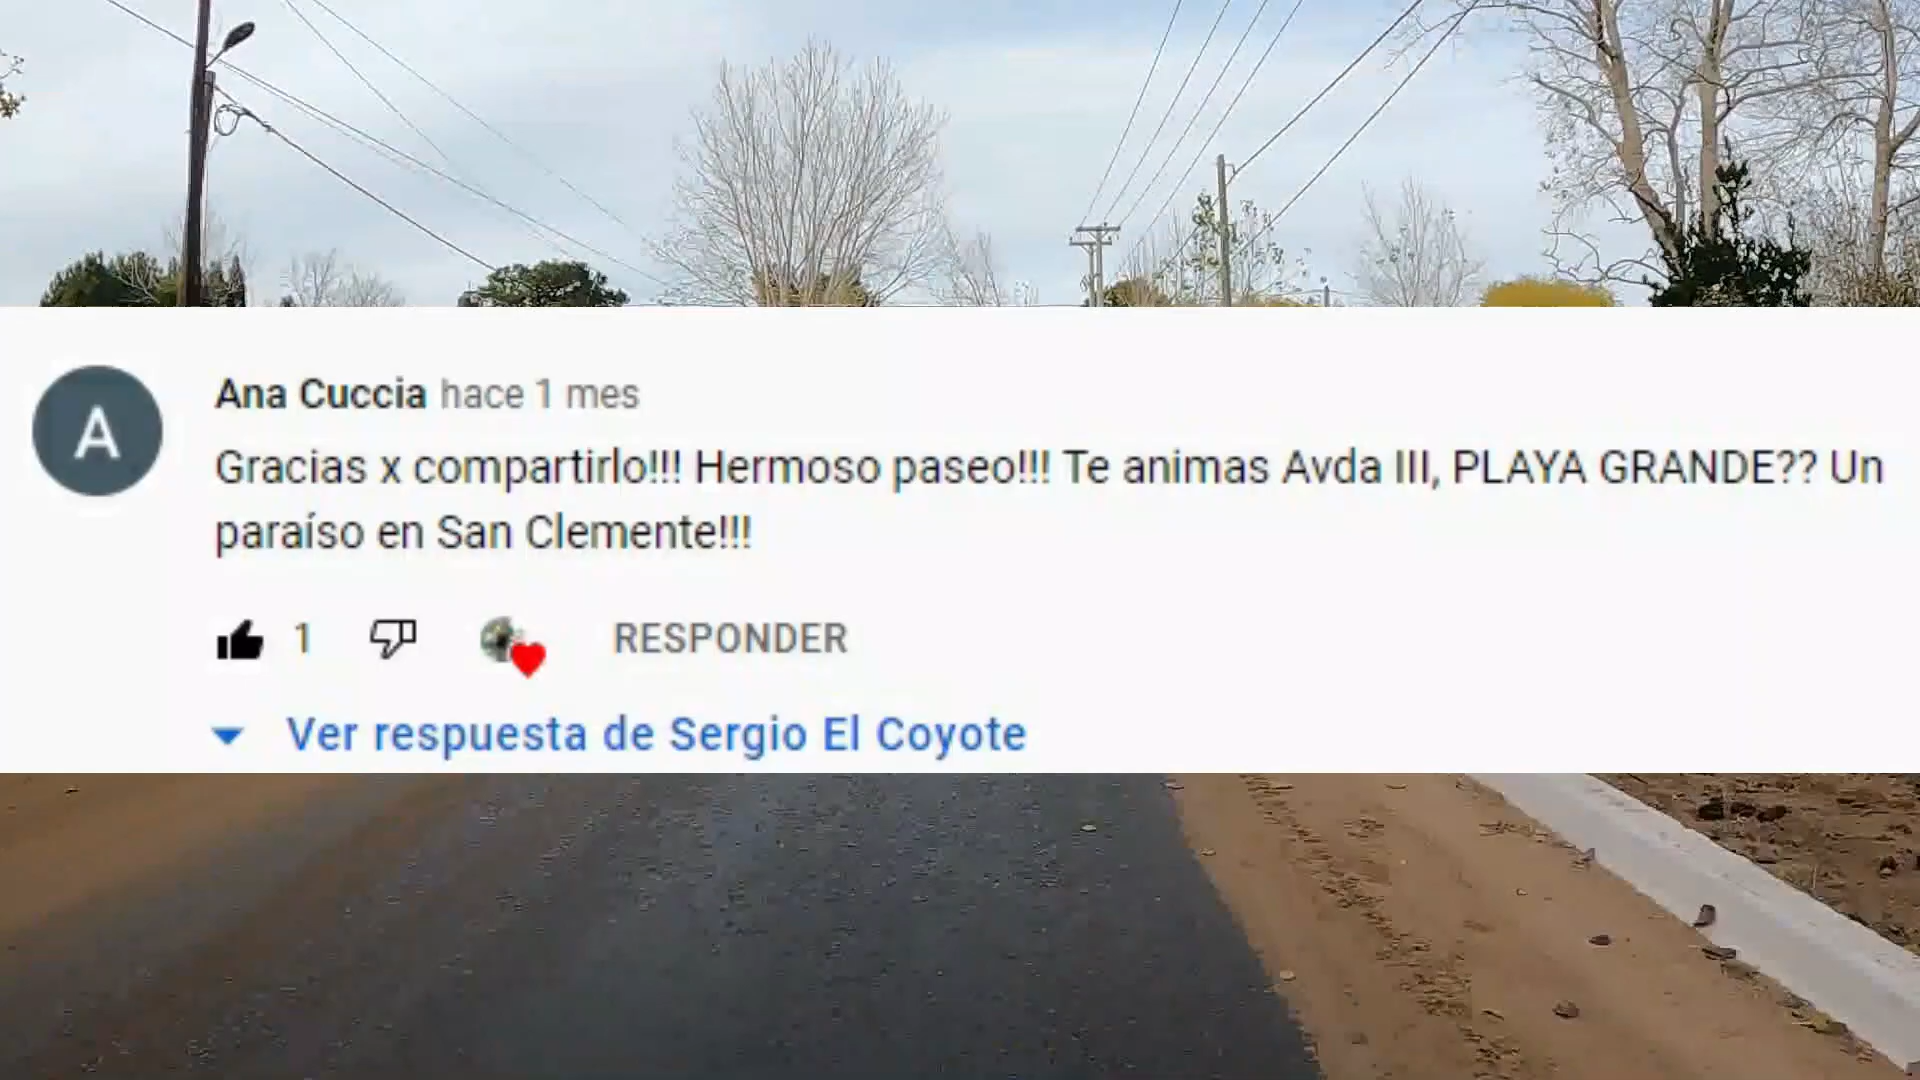 A
Ana Cuccia hace 1 mes
Gracias x compartirlo!!! Hermoso paseo!!! Te animas Avda III, PLAYA GRANDE?? Un
paraíso en San Clemente!!!
1 RESPONDER
Ver respuesta de Sergio El Coyote